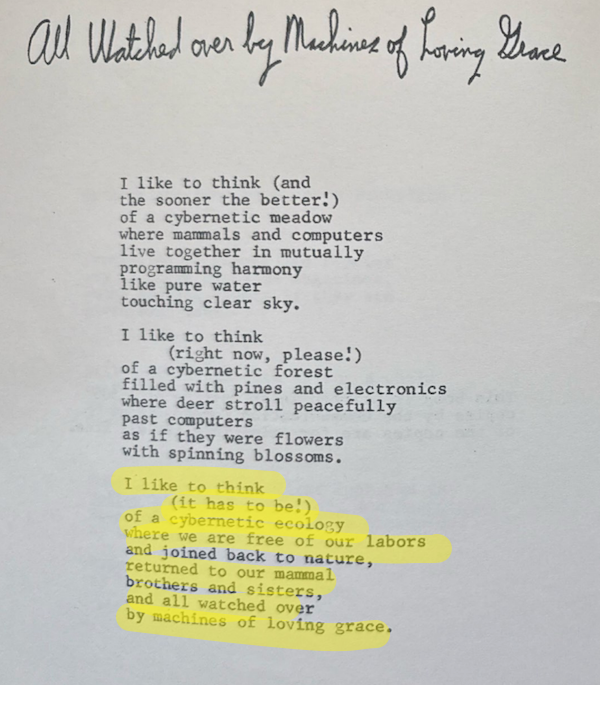 All Watched over by Machines of Loving Grace
I like to think (and
the sooner the better!)
of a cybernetic meadow
where mammals and computers
live together in mutually
programming harmony
like pure water
touching clear sky.
I like to think
(right now, please!)
of a cybernetic forest
filled with pines and electronics
where deer stroll peacefully
past computers
as if they were flowers
with spinning blossoms.
I like to think
(it has to be!)
of a cybernetic ecology
where we are free of our labors
and joined back to nature,
returned to our mammal
brothers and sisters,
and all watched over
by machines of loving grace.